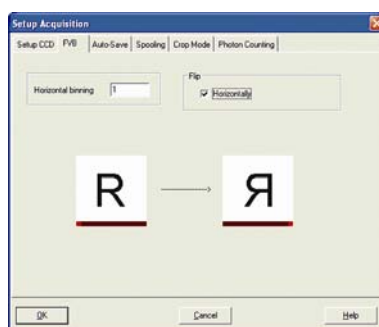 Setup Acquisition
Setup CCD FVB Auto-Save Spooling Crop Mode Photon Counting
Horizontal binning 1
Flip
Horizontally
R Я
OK Cancel Help